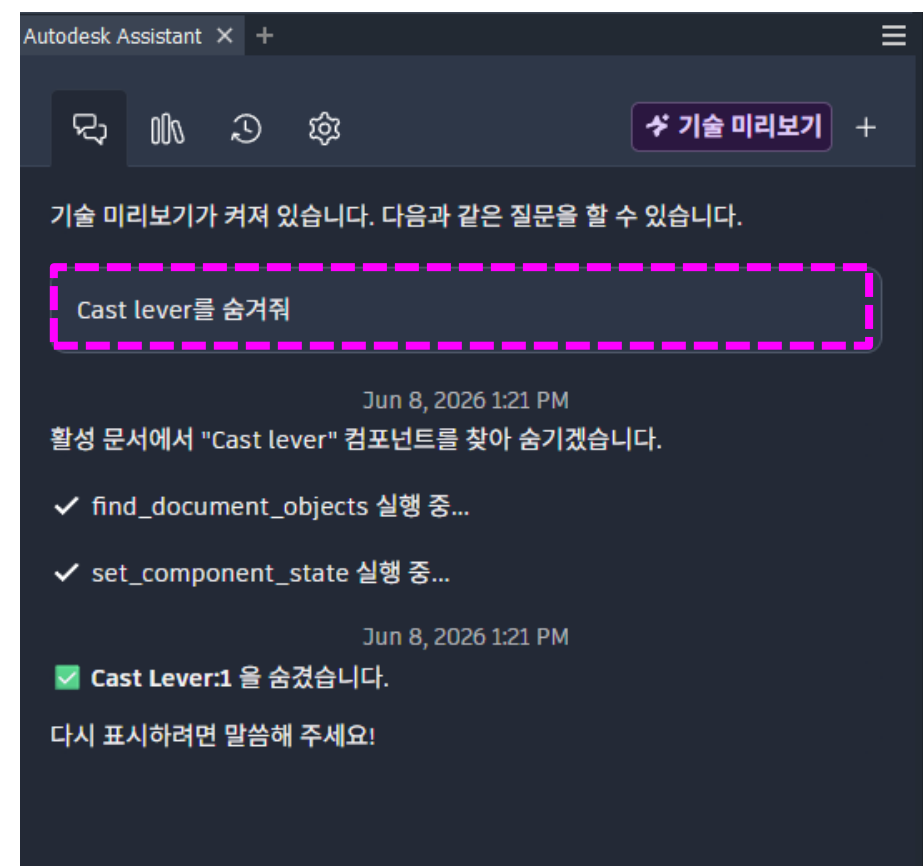 Autodesk Assistant
기술 미리보기
기술 미리보기가 켜져 있습니다. 다음과 같은 질문을 할 수 있습니다.
Cast lever를 숨겨줘
Jun 8, 2026 1:21 PM
활성 문서에서 "Cast lever" 컴포넌트를 찾아 숨기겠습니다.
find_document_objects 실행 중...
set_component_state 실행 중...
Jun 8, 2026 1:21 PM
Cast Lever:1 을 숨겼습니다.
다시 표시하려면 말씀해 주세요!